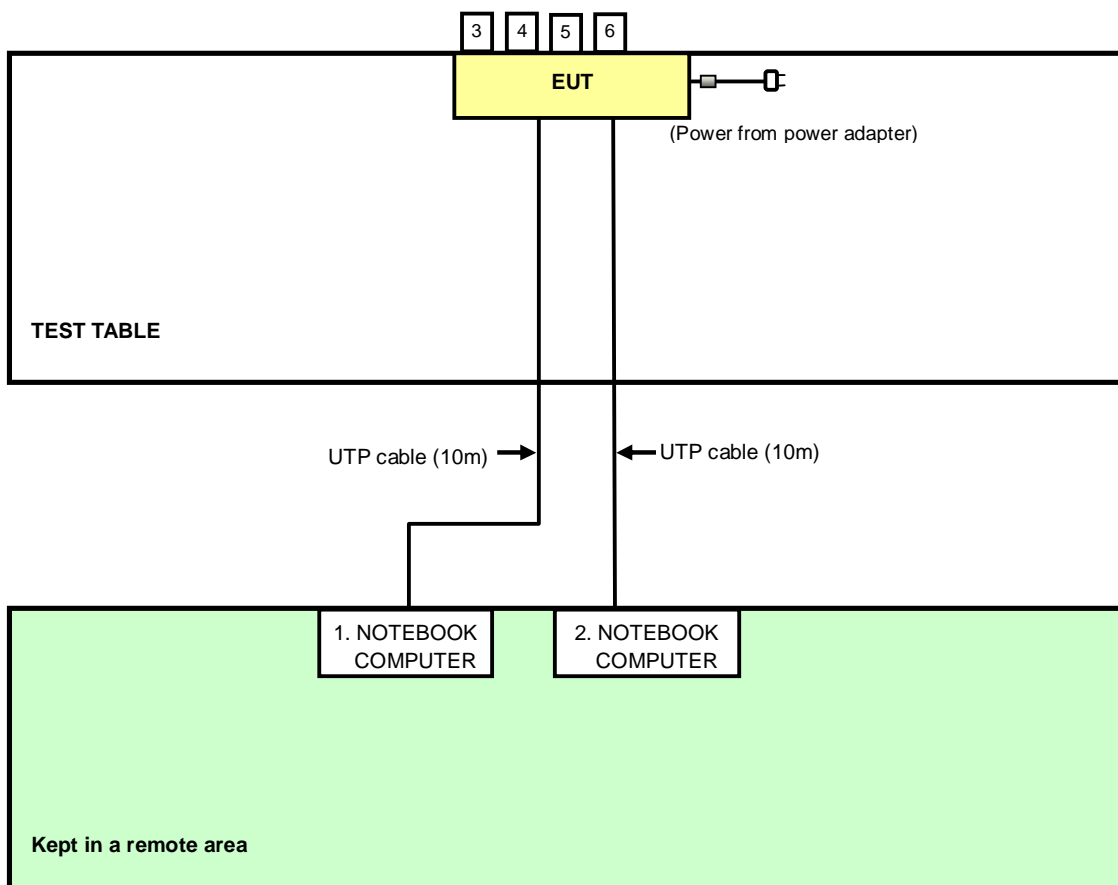 3 4 5 6
EUT
(Power from power adapter)
TEST TABLE
UTP cable (10m)
UTP cable (10m)
1. NOTEBOOK
COMPUTER
2. NOTEBOOK
COMPUTER
Kept in a remote area